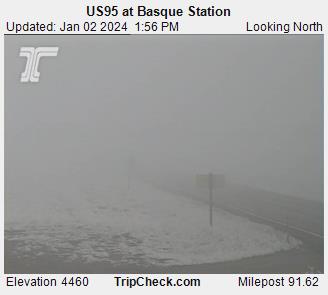 US95 at Basque Station
Updated: Jan 02 2024 1:56 PM Looking North
Elevation 4460 TripCheck.com Milepost 91.62